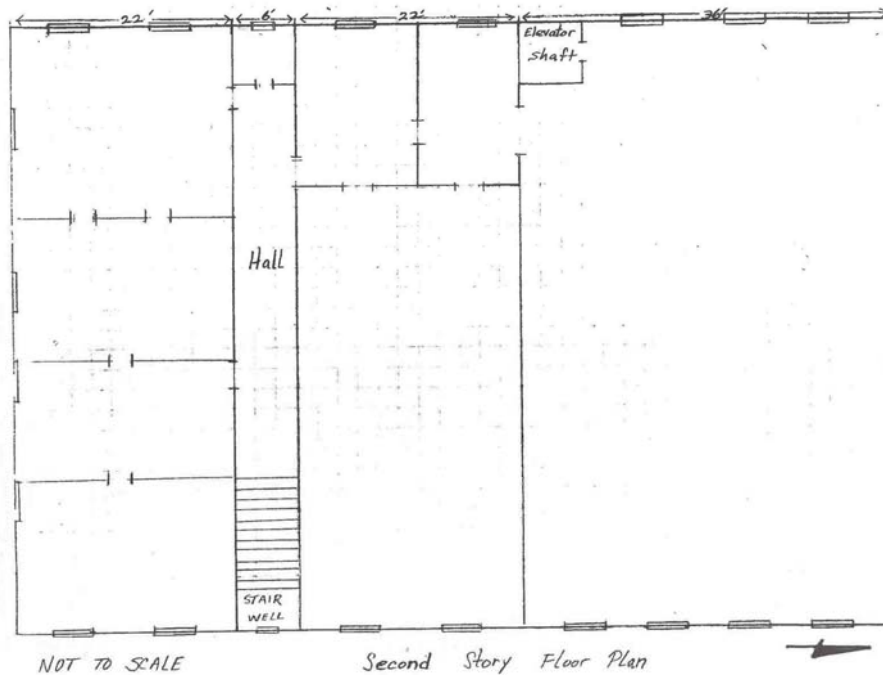 22' 6' 22' 36'
Elevator
Shaft
Hall
STAIR
WELL
NOT TO SCALE Second Story Floor Plan